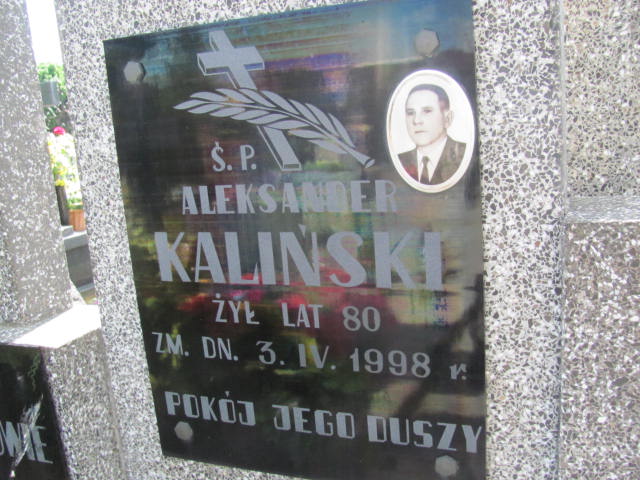 Ś.P.
ALEKSANDER
KALIŃSKI
ŻYŁ LAT 80
ZM. DN. 3. IV. 1998 r.
POKÓJ JEGO DUSZY